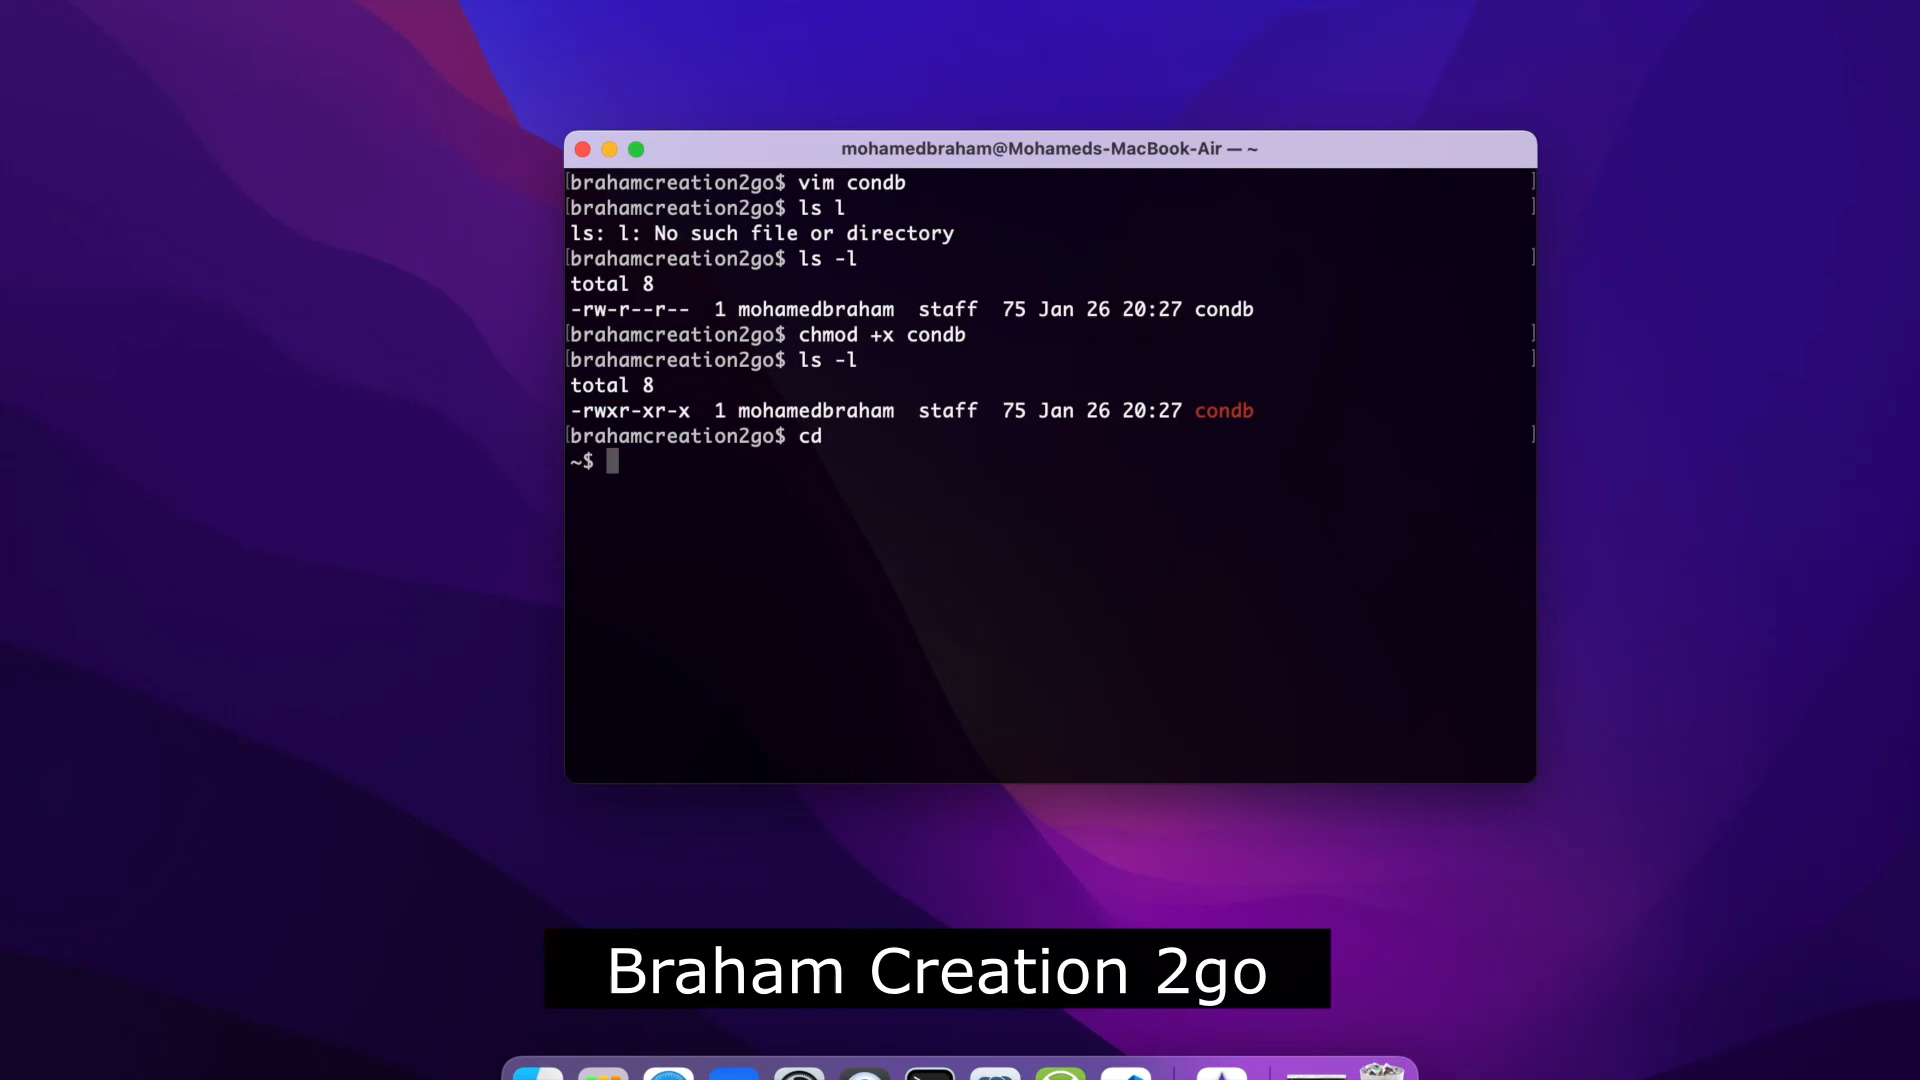 mohamedbraham@Mohameds-MacBook-Air — ~
[brahamcreation2go$ vim condb ]
[brahamcreation2go$ ls l ]
ls: l: No such file or directory
[brahamcreation2go$ ls -l ]
total 8
-rw-r--r--  1 mohamedbraham  staff  75 Jan 26 20:27 condb
[brahamcreation2go$ chmod +x condb ]
[brahamcreation2go$ ls -l ]
total 8
-rwxr-xr-x  1 mohamedbraham  staff  75 Jan 26 20:27 condb
[brahamcreation2go$ cd ]
~$
Braham Creation 2go